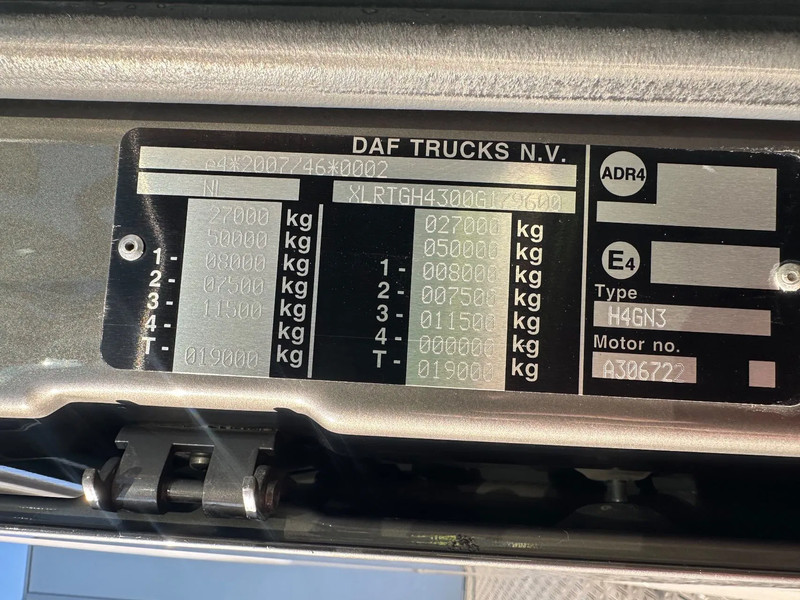 DAF TRUCKS N.V.
e4*2007/46*0002
NL XLRTGH4300G179600
27000 kg
50000 kg
1 - 08000 kg
2 - 07500 kg
3 - 11500 kg
4 - kg
T - 019000 kg
027000 kg
050000 kg
1 - 008000 kg
2 - 007500 kg
3 - 011500 kg
4 - 000000 kg
T - 019000 kg
ADR4
E4
Type
H4GN3
Motor no.
A306722